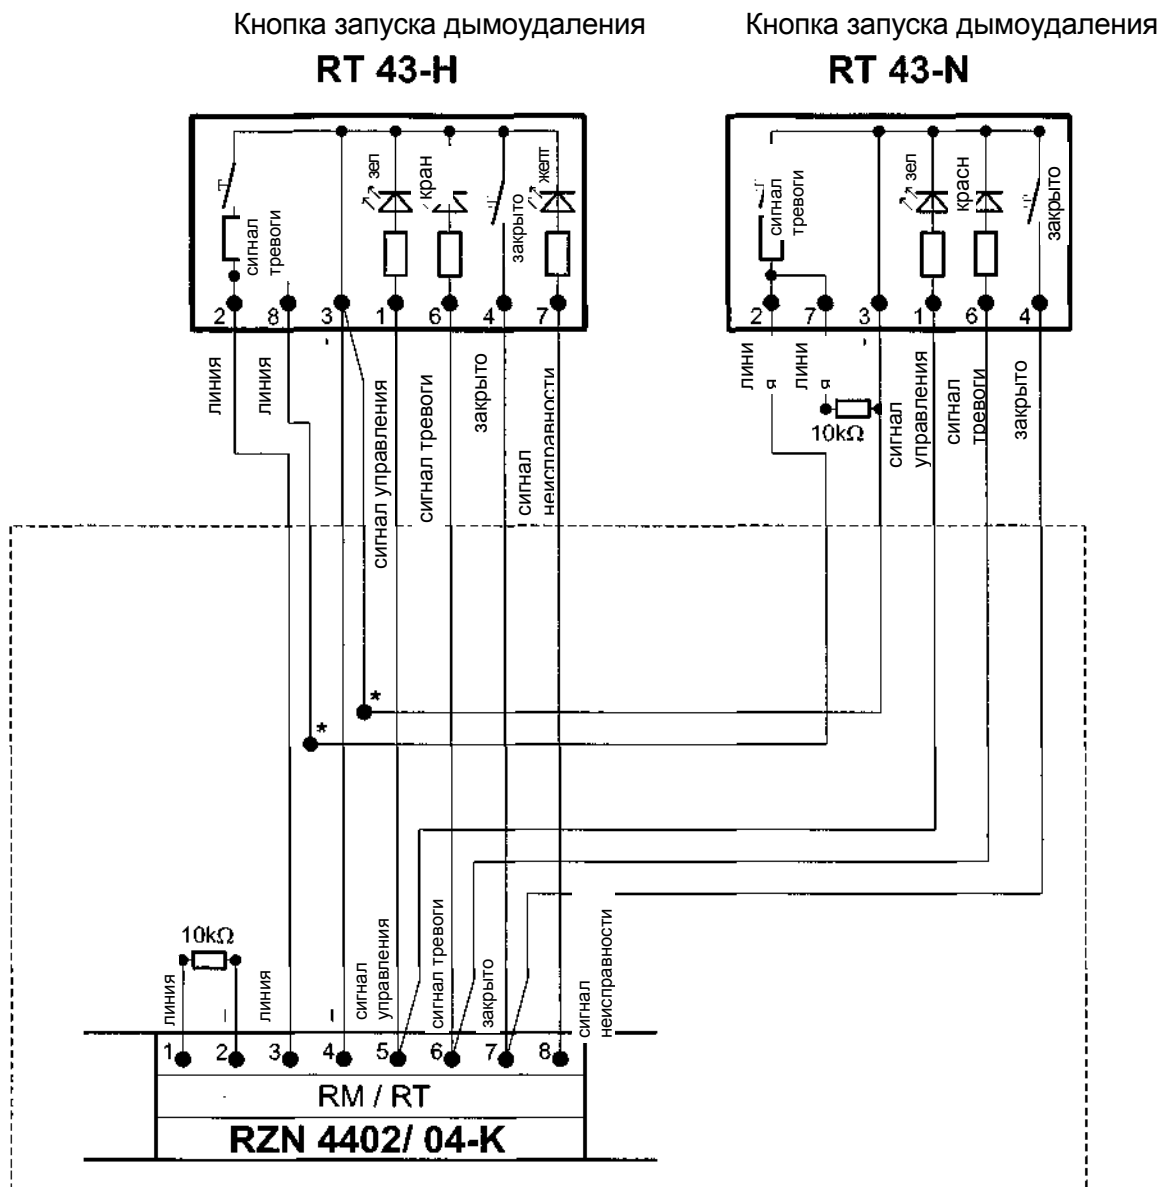 Кнопка запуска дымоудаления
RT 43-H
Кнопка запуска дымоудаления
RT 43-N
сигнал
тревоги
зел
кран
закрыто
желт
2 8 3 1 6 4 7
сигнал
тревоги
зел
красн
закрыто
2 7 3 1 6 4
линия
линия
-
сигнал управления
сигнал тревоги
закрыто
сигнал
неисправности
лини
я
лини
я
-
10kΩ
сигнал
управления
сигнал
тревоги
закрыто
*
*
10kΩ
линия
-
линия
-
сигнал
управления
сигнал тревоги
закрыто
сигнал
неисправности
1 2 3 4 5 6 7 8
RM / RT
RZN 4402/ 04-K